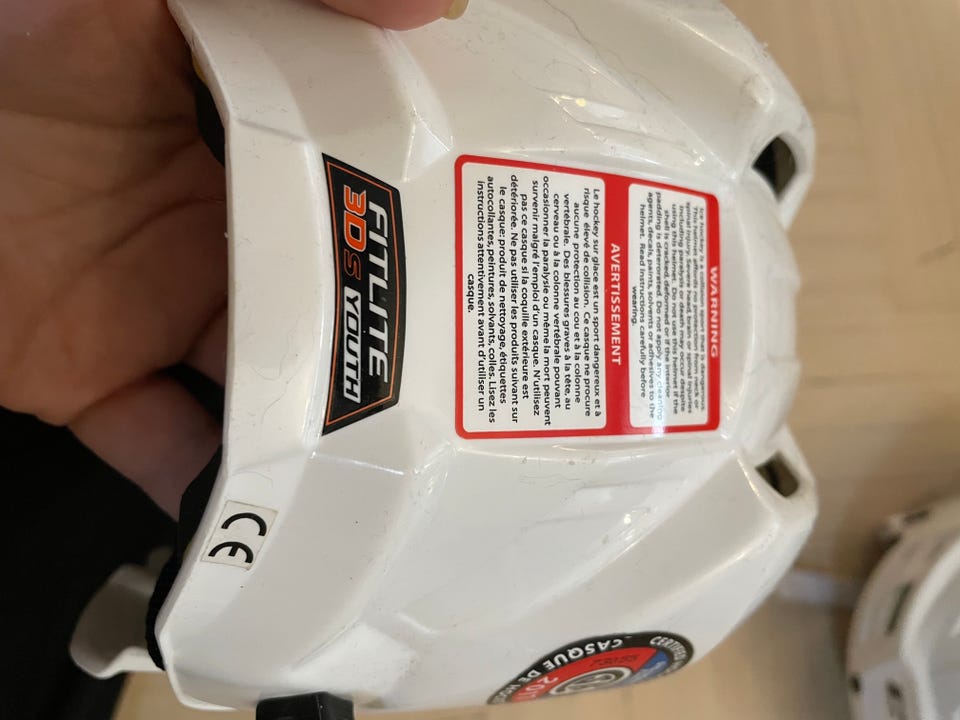 WARNING
Ice hockey is a collision sport that is dangerous.
This helmet affords no protection from neck or
spinal injury. Severe head, brain or spinal injuries
including paralysis or death may occur despite
using this helmet. Do not use this helmet if the
shell is cracked, deformed or if the interior
padding is deteriorated. Do not apply any cleaning
agents, decals, paints, solvents or adhesives to the
helmet. Read instructions carefully before
wearing.
AVERTISSEMENT
Le hockey sur glace est un sport dangereux et à
risque élevé de collision. Ce casque ne procure
aucune protection au cou et à la colonne
vertébrale. Des blessures graves à la tête, au
cerveau ou à la colonne vertébrale pouvant
occasionner la paralysie ou même la mort peuvent
survenir malgré l'emploi d'un casque. N'utilisez
pas ce casque si la coquille extérieure est
détériorée. Ne pas utiliser les produits suivant sur
le casque: produit de nettoyage, étiquettes
autocollantes, peintures, solvants, colles. Lisez les
instructions attentivement avant d'utiliser un
casque.
FITLITE
3DS YOUTH
CE
CERTIFIED
CASQUE DE